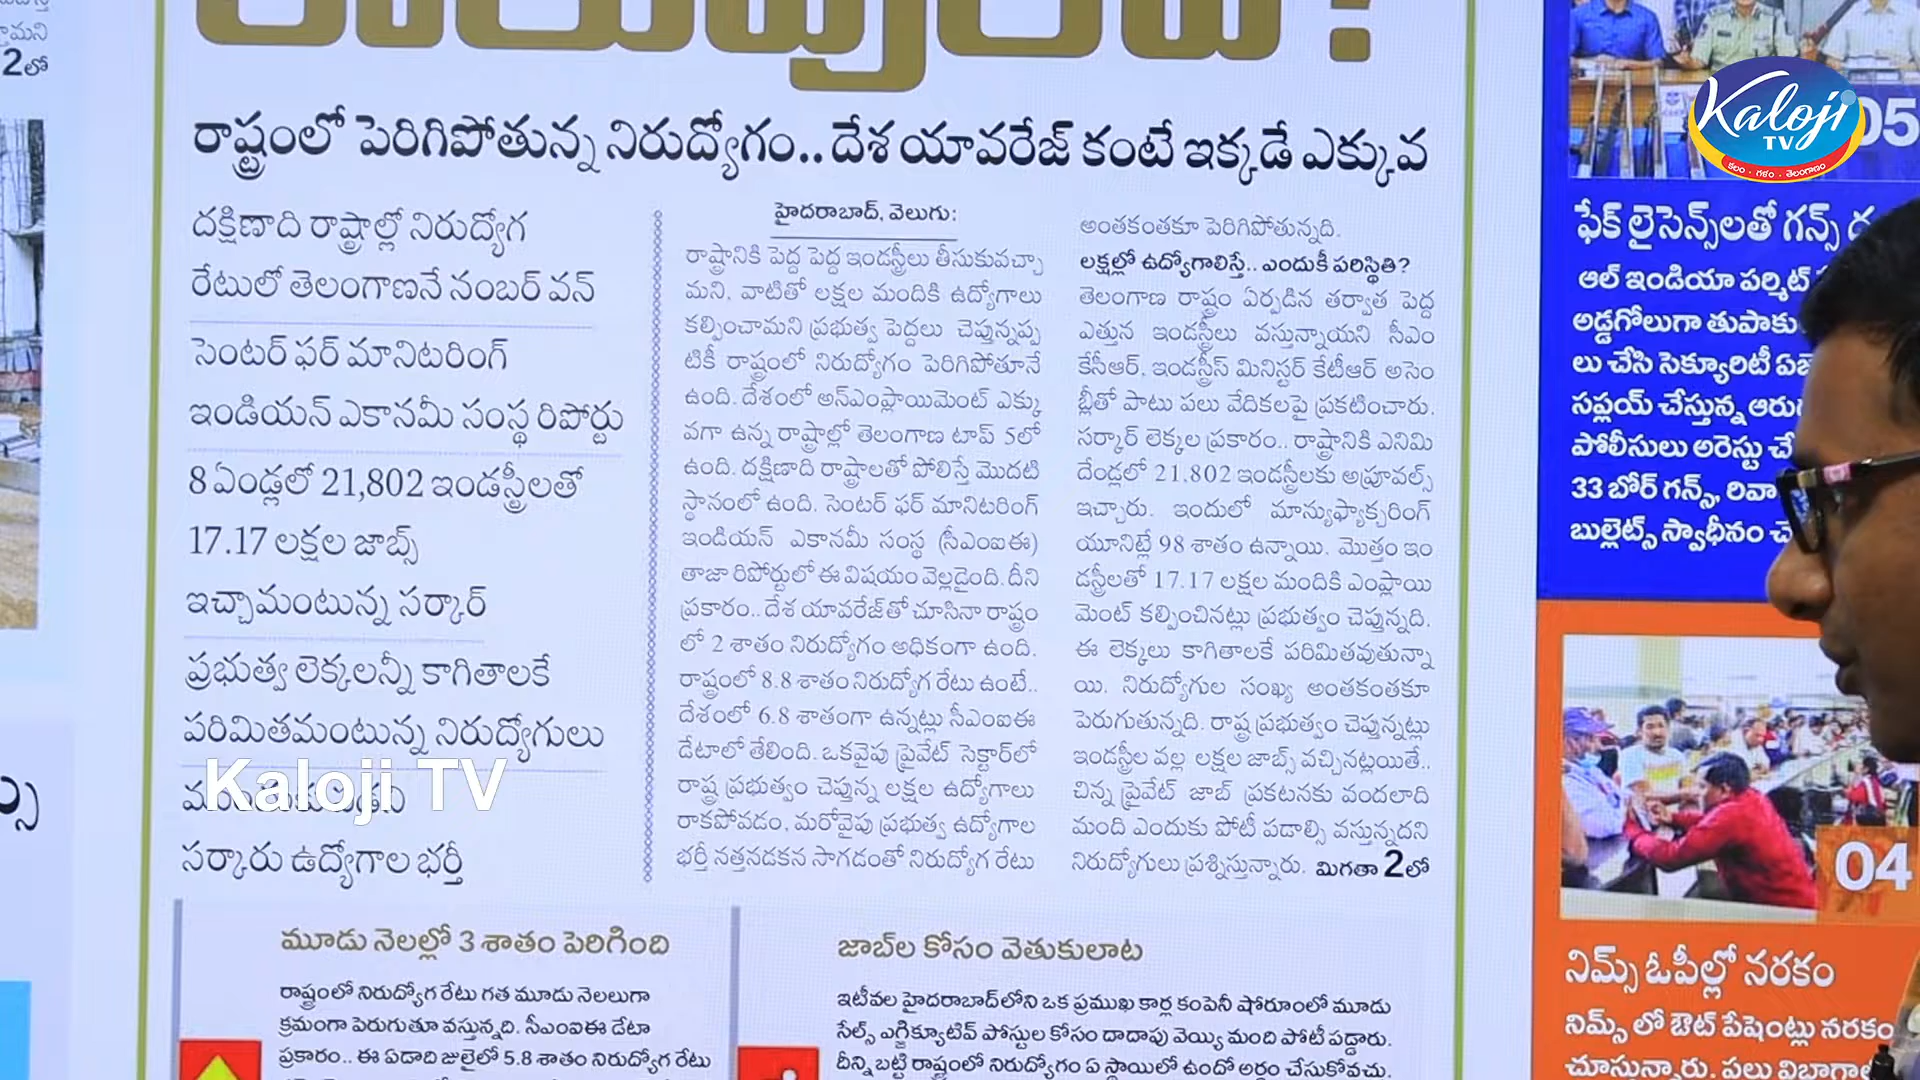 2లో
రాష్ట్రంలో పెరిగిపోతున్న నిరుద్యోగం.. దేశ యావరేజ్ కంటే ఇక్కడే ఎక్కువ
దక్షిణాది రాష్ట్రాల్లో నిరుద్యోగ
రేటులో తెలంగాణనే నంబర్ వన్
సెంటర్ ఫర్ మానిటరింగ్
ఇండియన్ ఎకానమీ సంస్థ రిపోర్టు
8 ఏండ్లలో 21,802 ఇండస్ట్రీలతో
17.17 లక్షల జాబ్స్
ఇచ్చామంటున్న సర్కార్
ప్రభుత్వ లెక్కలన్నీ కాగితాలకే
పరిమితమంటున్న నిరుద్యోగులు
Kaloji TV
సర్కారు ఉద్యోగాల భర్తీ
హైదరాబాద్, వెలుగు:
రాష్ట్రానికి పెద్ద పెద్ద ఇండస్ట్రీలు తీసుకువచ్చా
మని, వాటితో లక్షల మందికి ఉద్యోగాలు
కల్పించామని ప్రభుత్వ పెద్దలు చెప్తున్నప్ప
టికీ రాష్ట్రంలో నిరుద్యోగం పెరిగిపోతూనే
ఉంది. దేశంలో అన్ఎంప్లాయిమెంట్ ఎక్కు
వగా ఉన్న రాష్ట్రాల్లో తెలంగాణ టాప్ 5లో
ఉంది. దక్షిణాది రాష్ట్రాలతో పోలిస్తే మొదటి
స్థానంలో ఉంది. సెంటర్ ఫర్ మానిటరింగ్
ఇండియన్ ఎకానమీ సంస్థ (సీఎంఐఈ)
తాజా రిపోర్టులో ఈ విషయం వెల్లడైంది. దీని
ప్రకారం.. దేశ యావరేజ్‌తో చూసినా రాష్ట్రం
లో 2 శాతం నిరుద్యోగం అధికంగా ఉంది.
రాష్ట్రంలో 8.8 శాతం నిరుద్యోగ రేటు ఉంటే..
దేశంలో 6.8 శాతంగా ఉన్నట్లు సీఎంఐఈ
డేటాలో తేలింది. ఒకవైపు ప్రైవేట్ సెక్టార్‌లో
రాష్ట్ర ప్రభుత్వం చెప్తున్న లక్షల ఉద్యోగాలు
రాకపోవడం, మరోవైపు ప్రభుత్వ ఉద్యోగాల
భర్తీ నత్తనడకన సాగడంతో నిరుద్యోగ రేటు
అంతకంతకూ పెరిగిపోతున్నది.
లక్షల్లో ఉద్యోగాలిస్తే.. ఎందుకీ పరిస్థితి?
తెలంగాణ రాష్ట్రం ఏర్పడిన తర్వాత పెద్ద
ఎత్తున ఇండస్ట్రీలు వస్తున్నాయని సీఎం
కేసీఆర్, ఇండస్ట్రీస్ మినిస్టర్ కేటీఆర్ అసెం
బ్లీతో పాటు పలు వేదికలపై ప్రకటించారు.
సర్కార్ లెక్కల ప్రకారం.. రాష్ట్రానికి ఎనిమి
దేండ్లలో 21.802 ఇండస్ట్రీలకు అప్రూవల్స్
ఇచ్చారు. ఇందులో మాన్యుఫ్యాక్చరింగ్
యూనిట్లే 98 శాతం ఉన్నాయి. మొత్తం ఇం
డస్ట్రీలతో 17.17 లక్షల మందికి ఎంప్లాయి
మెంట్ కల్పించినట్లు ప్రభుత్వం చెప్తున్నది.
ఈ లెక్కలు కాగితాలకే పరిమితవుతున్నా
యి. నిరుద్యోగుల సంఖ్య అంతకంతకూ
పెరుగుతున్నది. రాష్ట్ర ప్రభుత్వం చెప్తున్నట్లు
ఇండస్ట్రీల వల్ల లక్షల జాబ్స్ వచ్చినట్లయితే..
చిన్న ప్రైవేట్ జాబ్ ప్రకటనకు వందలాది
మంది ఎందుకు పోటీ పడాల్సి వస్తున్నదని
నిరుద్యోగులు ప్రశ్నిస్తున్నారు. మిగతా 2లో
మూడు నెలల్లో 3 శాతం పెరిగింది
రాష్ట్రంలో నిరుద్యోగ రేటు గత మూడు నెలలుగా
క్రమంగా పెరుగుతూ వస్తున్నది. సీఎంఐఈ డేటా
ప్రకారం.. ఈ ఏడాది జులైలో 5.8 శాతం నిరుద్యోగ రేటు
జాబ్‌ల కోసం వెతుకులాట
ఇటీవల హైదరాబాద్‌లోని ఒక ప్రముఖ కార్ల కంపెనీ షోరూంలో మూడు
సేల్స్ ఎగ్జిక్యూటివ్ పోస్టుల కోసం దాదాపు వెయ్యి మంది పోటీ పడ్డారు.
దీన్ని బట్టి రాష్ట్రంలో నిరుద్యోగం ఏ స్థాయిలో ఉందో అర్థం చేసుకోవచ్చు.
Kaloji
TV
కలం - గళం - తెలంగాణం
05
ఫేక్ లైసెన్స్‌లతో గన్స్
ఆల్ ఇండియా పర్మిట్
అడ్డగోలుగా తుపాకు
లు చేసి సెక్యూరిటీ
సప్లయ్ చేస్తున్న
పోలీసులు అరెస్టు
33 బోర్ గన్స్,
బుల్లెట్స్ స్వాధీనం
04
నిమ్స్ ఓపీల్లో నరకం
నిమ్స్ లో ఔట్ పేషెంట్లు నరకం
చూస్తున్నారు. పలు